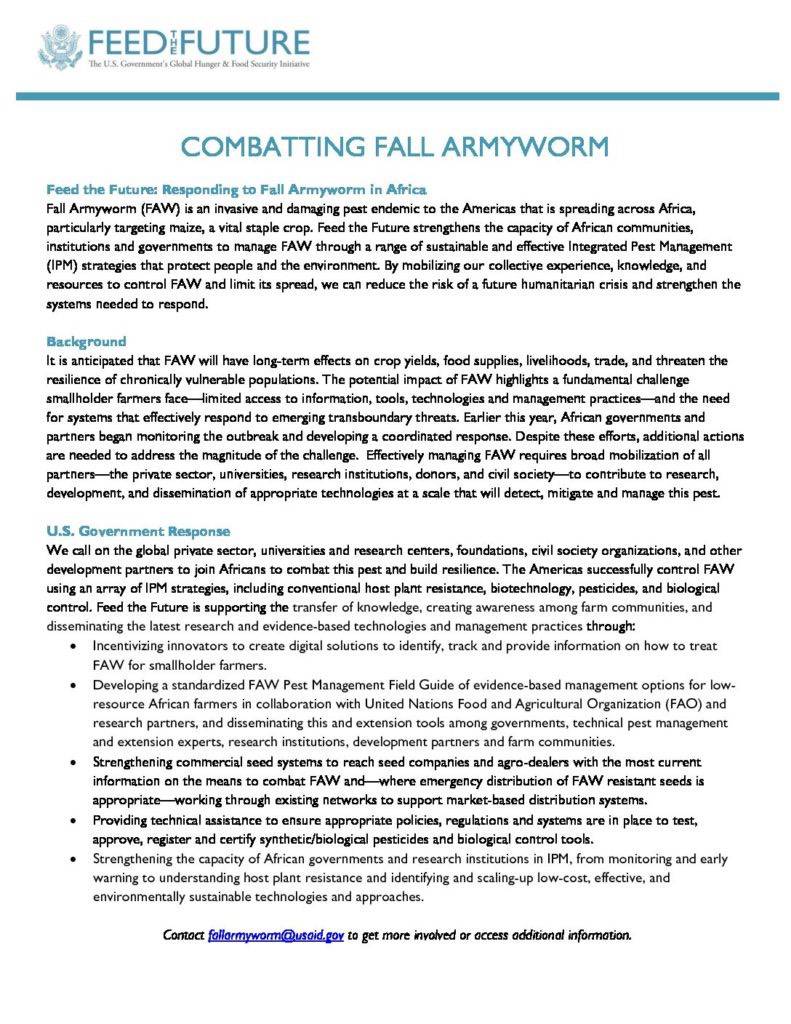 FEED THE FUTURE
The U.S. Government's Global Hunger & Food Security Initiative
COMBATTING FALL ARMYWORM
Feed the Future: Responding to Fall Armyworm in Africa
Fall Armyworm (FAW) is an invasive and damaging pest endemic to the Americas that is spreading across Africa,
particularly targeting maize, a vital staple crop. Feed the Future strengthens the capacity of African communities,
institutions and governments to manage FAW through a range of sustainable and effective Integrated Pest Management
(IPM) strategies that protect people and the environment. By mobilizing our collective experience, knowledge, and
resources to control FAW and limit its spread, we can reduce the risk of a future humanitarian crisis and strengthen the
systems needed to respond.
Background
It is anticipated that FAW will have long-term effects on crop yields, food supplies, livelihoods, trade, and threaten the
resilience of chronically vulnerable populations. The potential impact of FAW highlights a fundamental challenge
smallholder farmers face—limited access to information, tools, technologies and management practices—and the need
for systems that effectively respond to emerging transboundary threats. Earlier this year, African governments and
partners began monitoring the outbreak and developing a coordinated response. Despite these efforts, additional actions
are needed to address the magnitude of the challenge. Effectively managing FAW requires broad mobilization of all
partners—the private sector, universities, research institutions, donors, and civil society—to contribute to research,
development, and dissemination of appropriate technologies at a scale that will detect, mitigate and manage this pest.
U.S. Government Response
We call on the global private sector, universities and research centers, foundations, civil society organizations, and other
development partners to join Africans to combat this pest and build resilience. The Americas successfully control FAW
using an array of IPM strategies, including conventional host plant resistance, biotechnology, pesticides, and biological
control. Feed the Future is supporting the transfer of knowledge, creating awareness among farm communities, and
disseminating the latest research and evidence-based technologies and management practices through:
• Incentivizing innovators to create digital solutions to identify, track and provide information on how to treat
FAW for smallholder farmers.
• Developing a standardized FAW Pest Management Field Guide of evidence-based management options for low-
resource African farmers in collaboration with United Nations Food and Agricultural Organization (FAO) and
research partners, and disseminating this and extension tools among governments, technical pest management
and extension experts, research institutions, development partners and farm communities.
• Strengthening commercial seed systems to reach seed companies and agro-dealers with the most current
information on the means to combat FAW and—where emergency distribution of FAW resistant seeds is
appropriate—working through existing networks to support market-based distribution systems.
• Providing technical assistance to ensure appropriate policies, regulations and systems are in place to test,
approve, register and certify synthetic/biological pesticides and biological control tools.
• Strengthening the capacity of African governments and research institutions in IPM, from monitoring and early
warning to understanding host plant resistance and identifying and scaling-up low-cost, effective, and
environmentally sustainable technologies and approaches.
Contact fallarmyworm@usaid.gov to get more involved or access additional information.